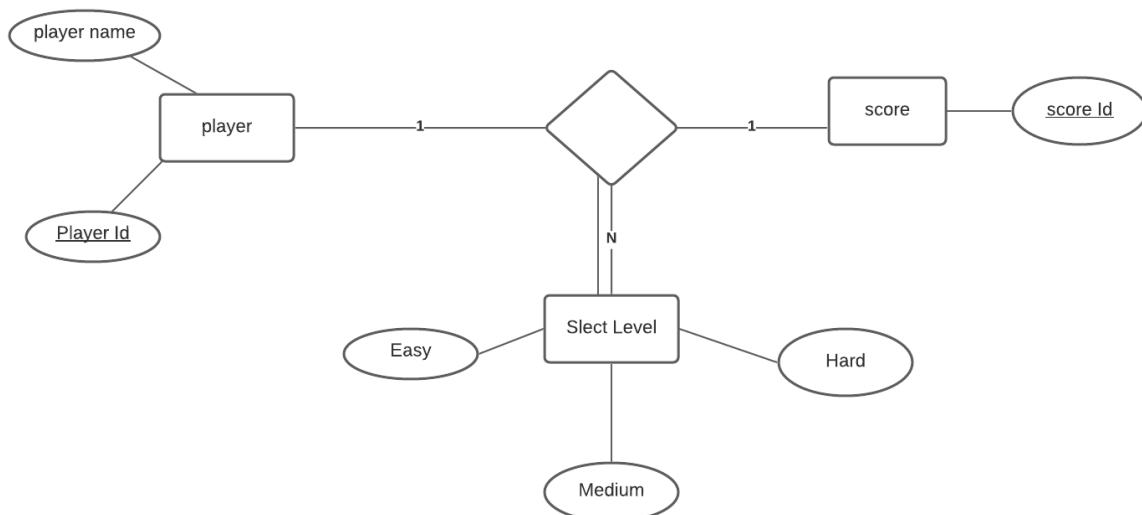 player name
player
1
1
score
score Id
Player Id
N
Slect Level
Easy
Hard
Medium